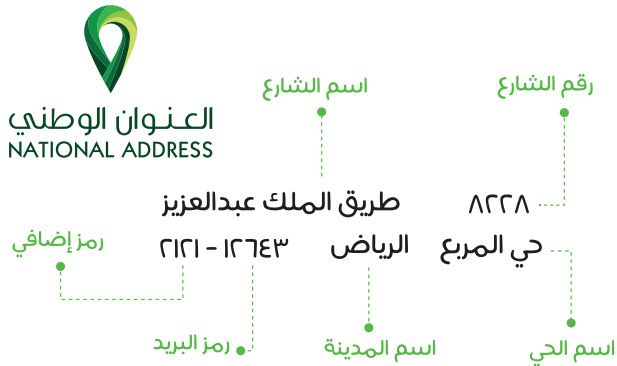 العنوان الوطني
NATIONAL ADDRESS
رقم الشارع
اسم الشارع
٨٢٢٨ طريق الملك عبدالعزيز
حي المربع الرياض ١٢٦٤٣ – ٢١٢١
رمز إضافي
اسم الحي
اسم المدينة
رمز البريد